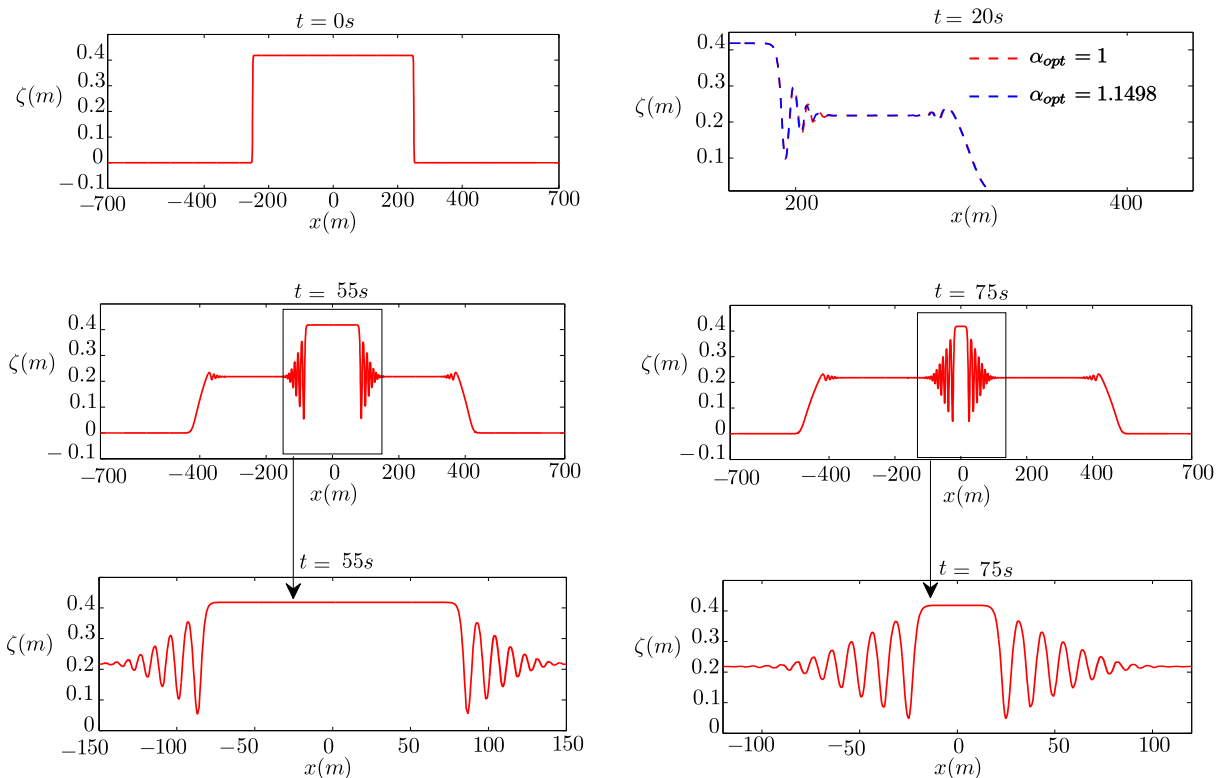 t = 0s
ζ(m)
0.4
0.3
0.2
0.1
0
−0.1
−700 −400 −200 0 200 400 700
x(m)
t = 20s
ζ(m)
0.4
0.3
0.2
0.1
α_opt = 1
α_opt = 1.1498
200 400
x(m)
t = 55s
ζ(m)
0.4
0.3
0.2
0.1
0
−0.1
−700 −400 −200 0 200 400 700
x(m)
t = 75s
ζ(m)
0.4
0.3
0.2
0.1
0
−0.1
−700 −400 −200 0 200 400 700
x(m)
t = 55s
ζ(m)
0.4
0.3
0.2
0.1
0
−150 −100 −50 0 50 100 150
x(m)
t = 75s
ζ(m)
0.4
0.3
0.2
0.1
0
−100 −50 0 50 100
x(m)